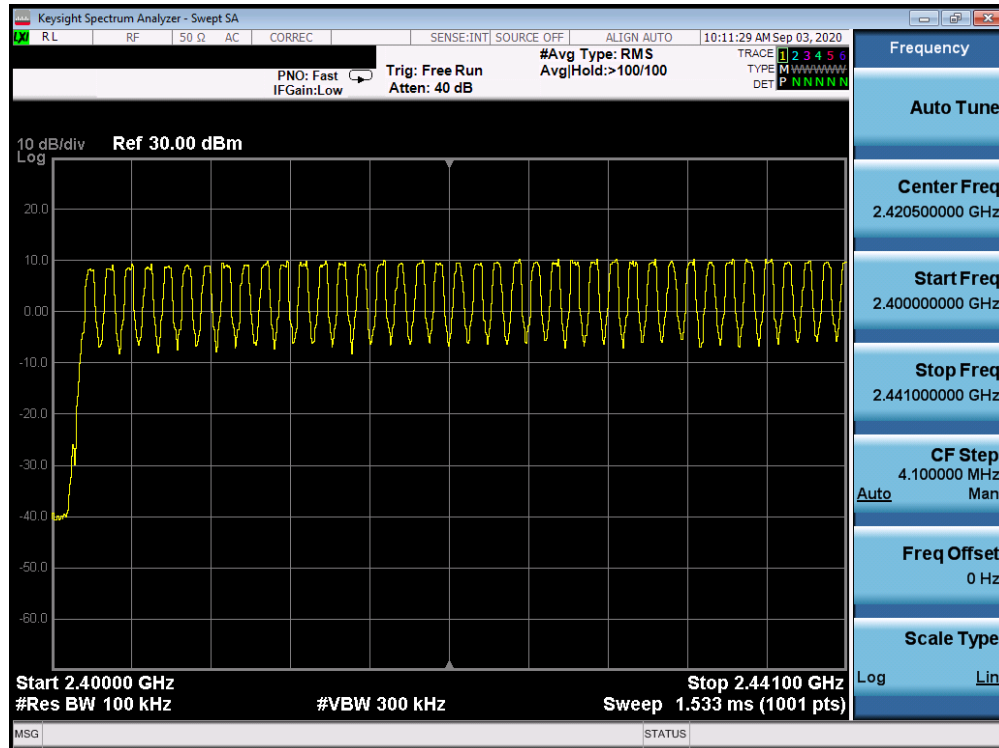 Keysight Spectrum Analyzer - Swept SA
LXI RL RF 50 Ω AC CORREC SENSE:INT SOURCE OFF ALIGN AUTO 10:11:29 AM Sep 03, 2020
PNO: Fast
IFGain:Low
Trig: Free Run
Atten: 40 dB
#Avg Type: RMS
Avg|Hold:>100/100
TRACE 1 2 3 4 5 6
TYPE M WWWWW
DET P N N N N N
10 dB/div
Log
Ref 30.00 dBm
20.0
10.0
0.00
-10.0
-20.0
-30.0
-40.0
-50.0
-60.0
Start 2.40000 GHz
Stop 2.44100 GHz
#Res BW 100 kHz
#VBW 300 kHz
Sweep 1.533 ms (1001 pts)
MSG
STATUS
Frequency
Auto Tune
Center Freq
2.420500000 GHz
Start Freq
2.400000000 GHz
Stop Freq
2.441000000 GHz
CF Step
4.100000 MHz
Auto Man
Freq Offset
0 Hz
Scale Type
Log Lin